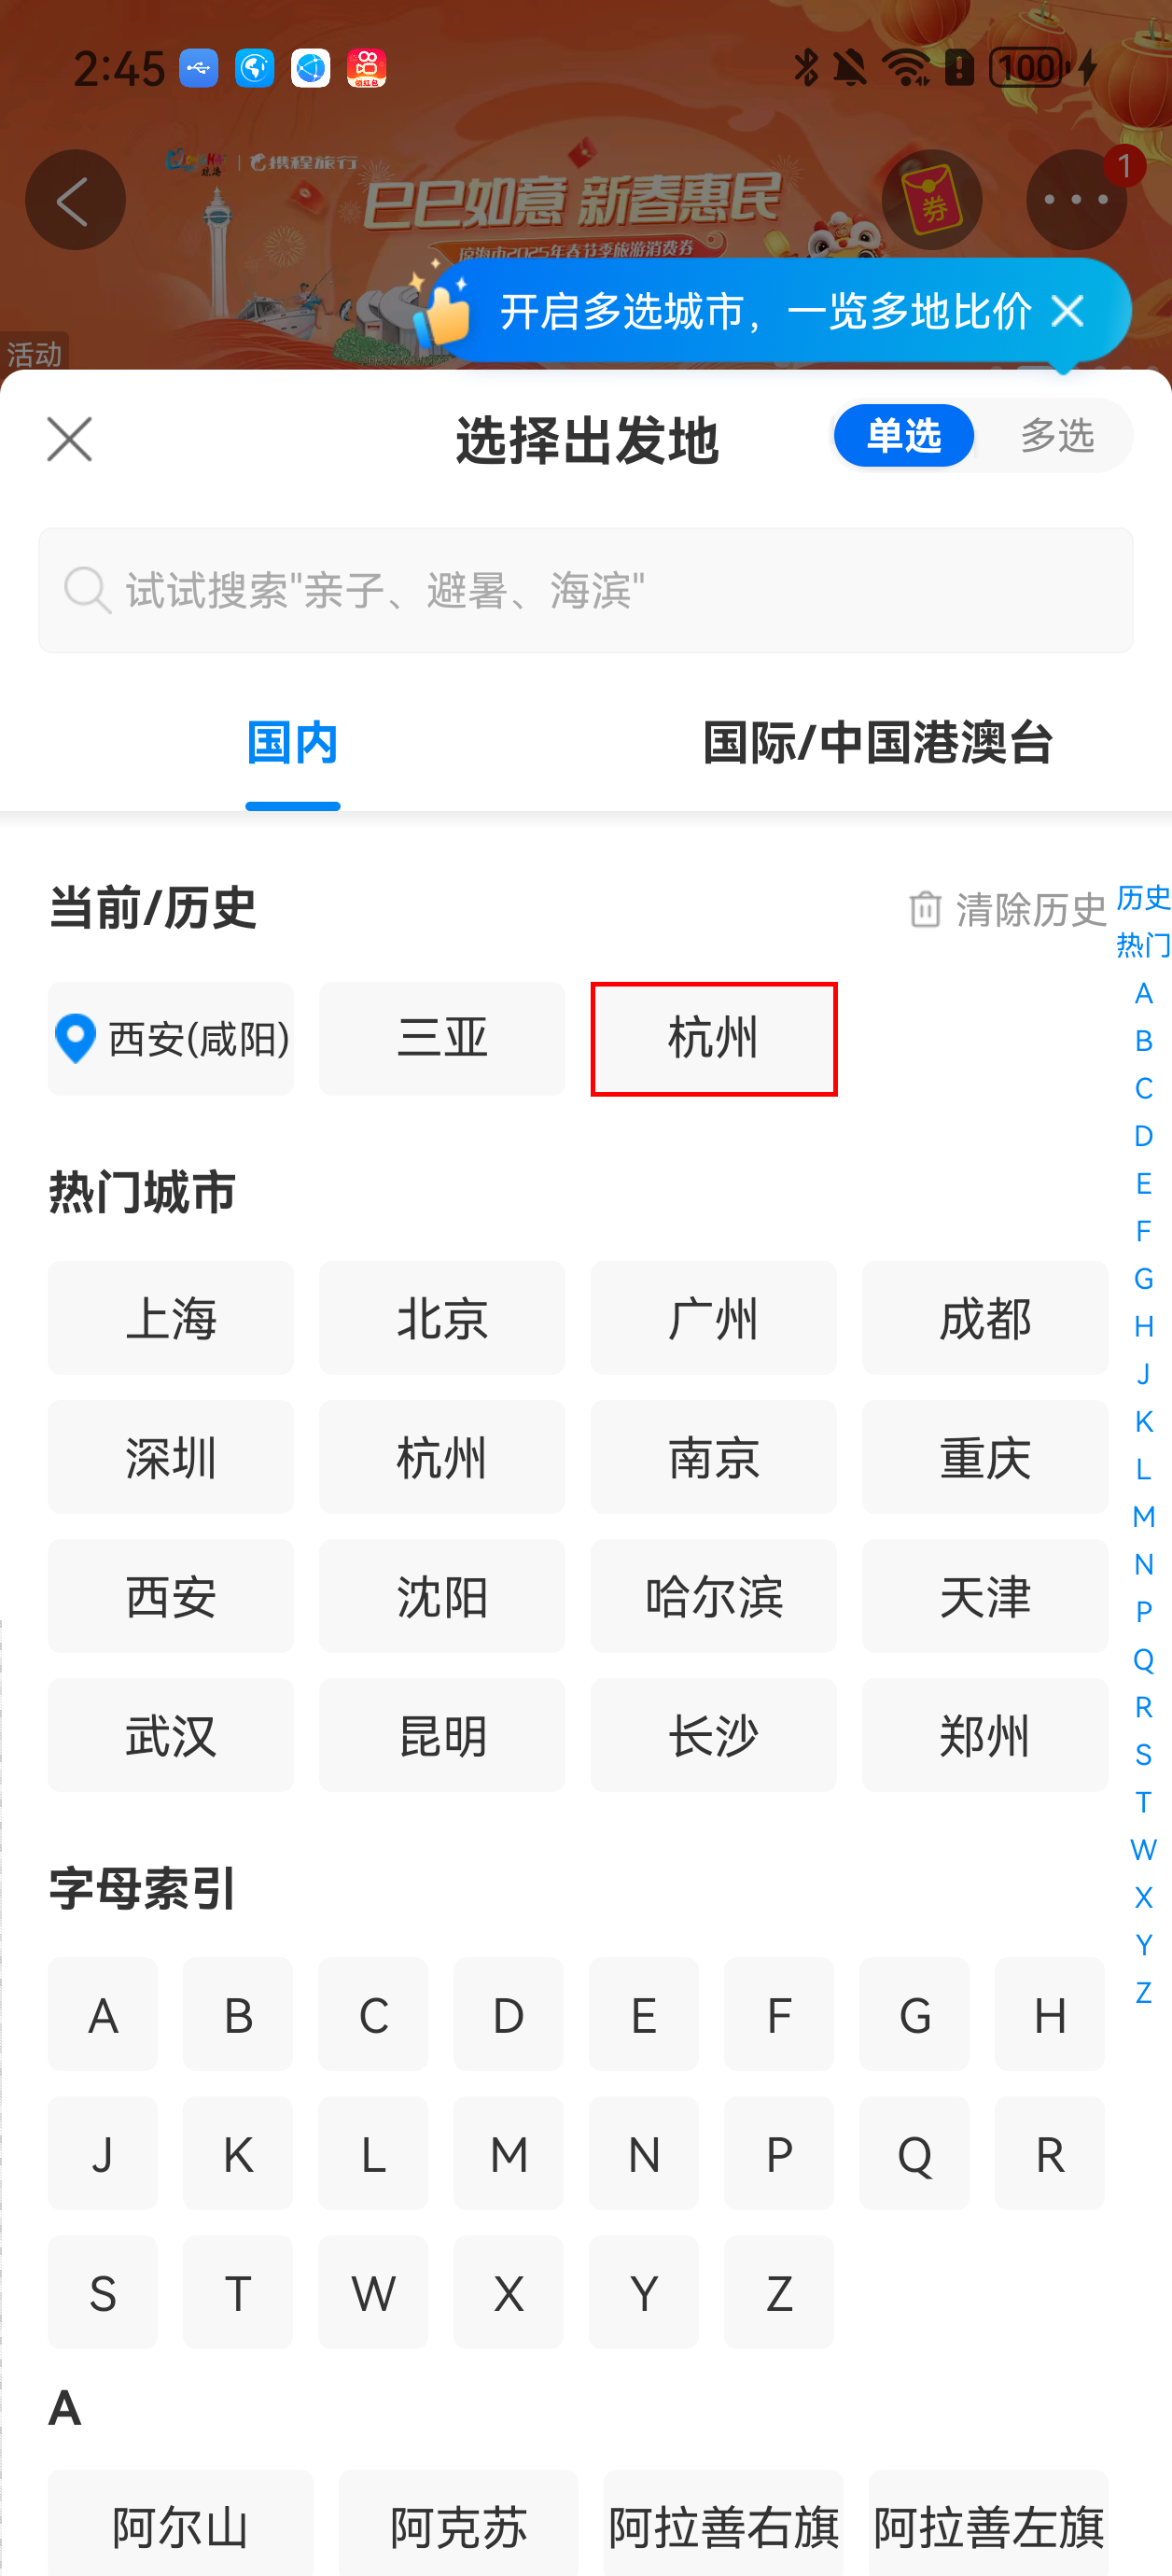 2:45
100
携程旅行
巳巳如意 新春惠民
琼海市2025年春节季旅游消费券
券
1
活动
开启多选城市，一览多地比价
选择出发地
单选
多选
试试搜索"亲子、避暑、海滨"
国内
国际/中国港澳台
当前/历史
清除历史
历史
热门
西安(咸阳)
三亚
杭州
热门城市
上海
北京
广州
成都
深圳
杭州
南京
重庆
西安
沈阳
哈尔滨
天津
武汉
昆明
长沙
郑州
字母索引
A
B
C
D
E
F
G
H
J
K
L
M
N
P
Q
R
S
T
W
X
Y
Z
A
阿尔山
阿克苏
阿拉善右旗
阿拉善左旗
A
B
C
D
E
F
G
H
J
K
L
M
N
P
Q
R
S
T
W
X
Y
Z